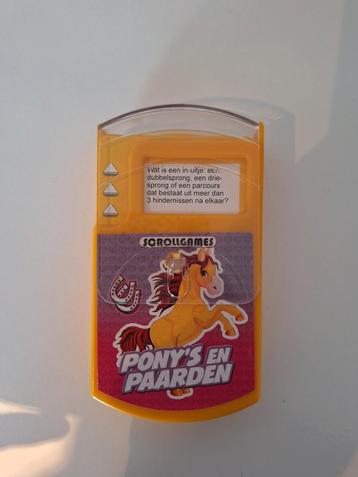 Wat is een in-uitje: een
dubbelsprong, een drie-
sprong of een parcours
dat bestaat uit meer dan
3 hindernissen na elkaar?
SCROLLGAMES
PONY'S EN
PAARDEN